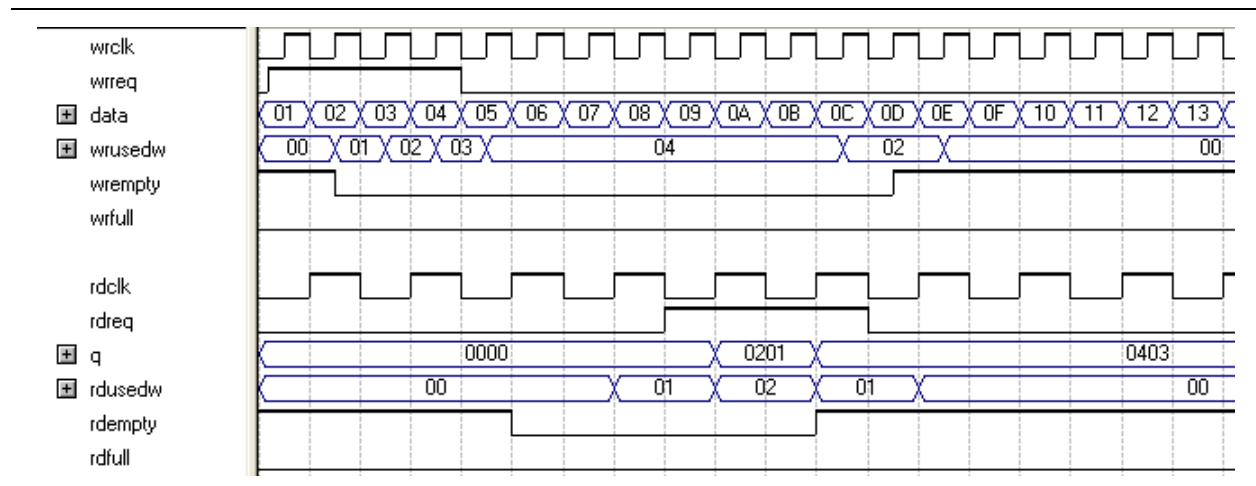 wrclk
wrreq
data 01 02 03 04 05 06 07 08 09 0A 0B 0C 0D 0E 0F 10 11 12 13
wrusedw 00 01 02 03 04 02 00
wrempty
wrfull
rdclk
rdreq
q 0000 0201 0403
rdusedw 00 01 02 01 00
rdempty
rdfull